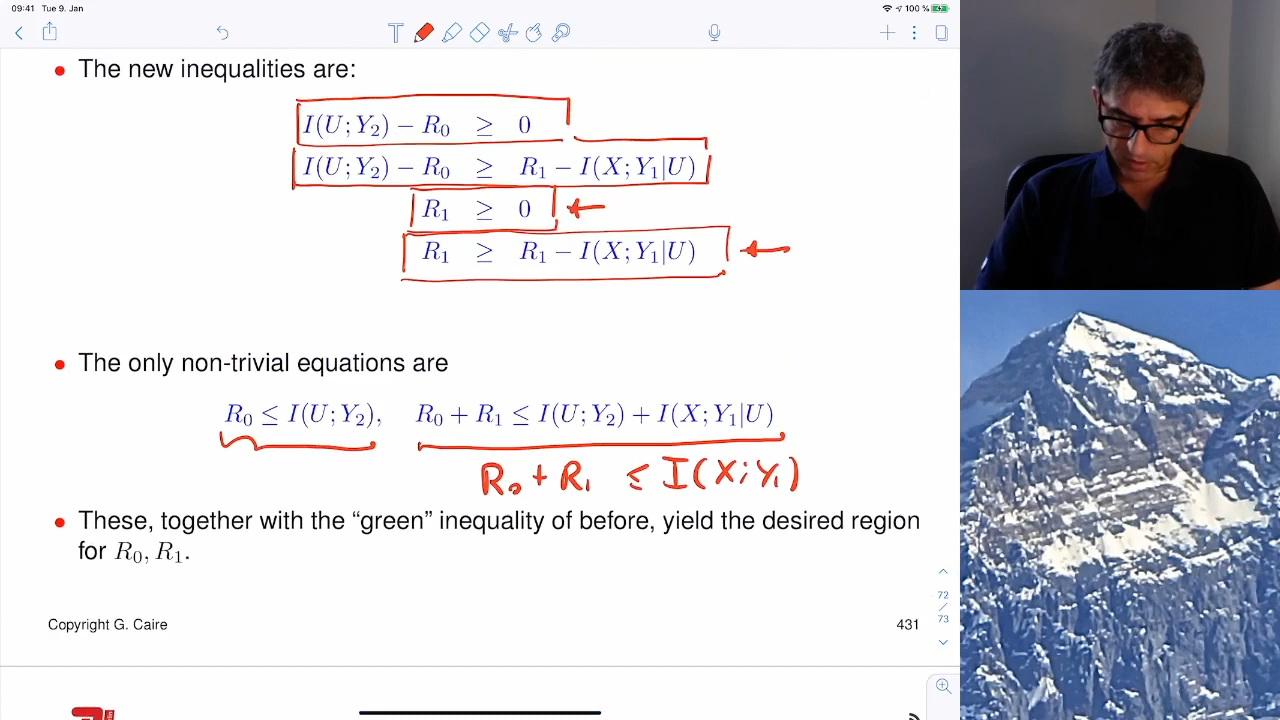 09:41 Tue 9. Jan
100 %
• The new inequalities are:
I(U; Y₂) − R₀ ≥ 0
I(U; Y₂) − R₀ ≥ R₁ − I(X; Y₁|U)
R₁ ≥ 0
R₁ ≥ R₁ − I(X; Y₁|U)
• The only non-trivial equations are
R₀ ≤ I(U; Y₂), R₀ + R₁ ≤ I(U; Y₂) + I(X; Y₁|U)
R₀ + R₁ ≤ I(X; Y₁)
• These, together with the “green” inequality of before, yield the desired region
for R₀, R₁.
72
/
73
Copyright G. Caire
431